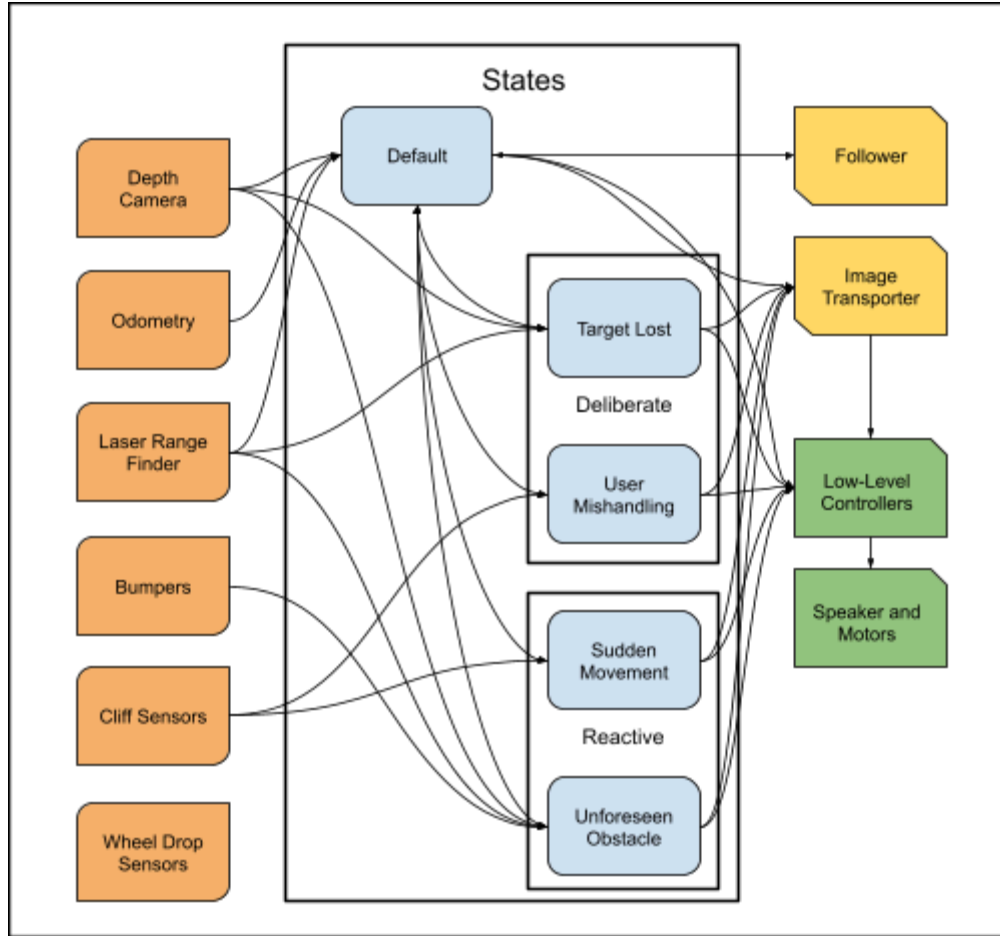 States
Depth
Camera
Odometry
Laser Range
Finder
Bumpers
Cliff Sensors
Wheel Drop
Sensors
Default
Target Lost
Deliberate
User
Mishandling
Sudden
Movement
Reactive
Unforeseen
Obstacle
Follower
Image
Transporter
Low-Level
Controllers
Speaker and
Motors